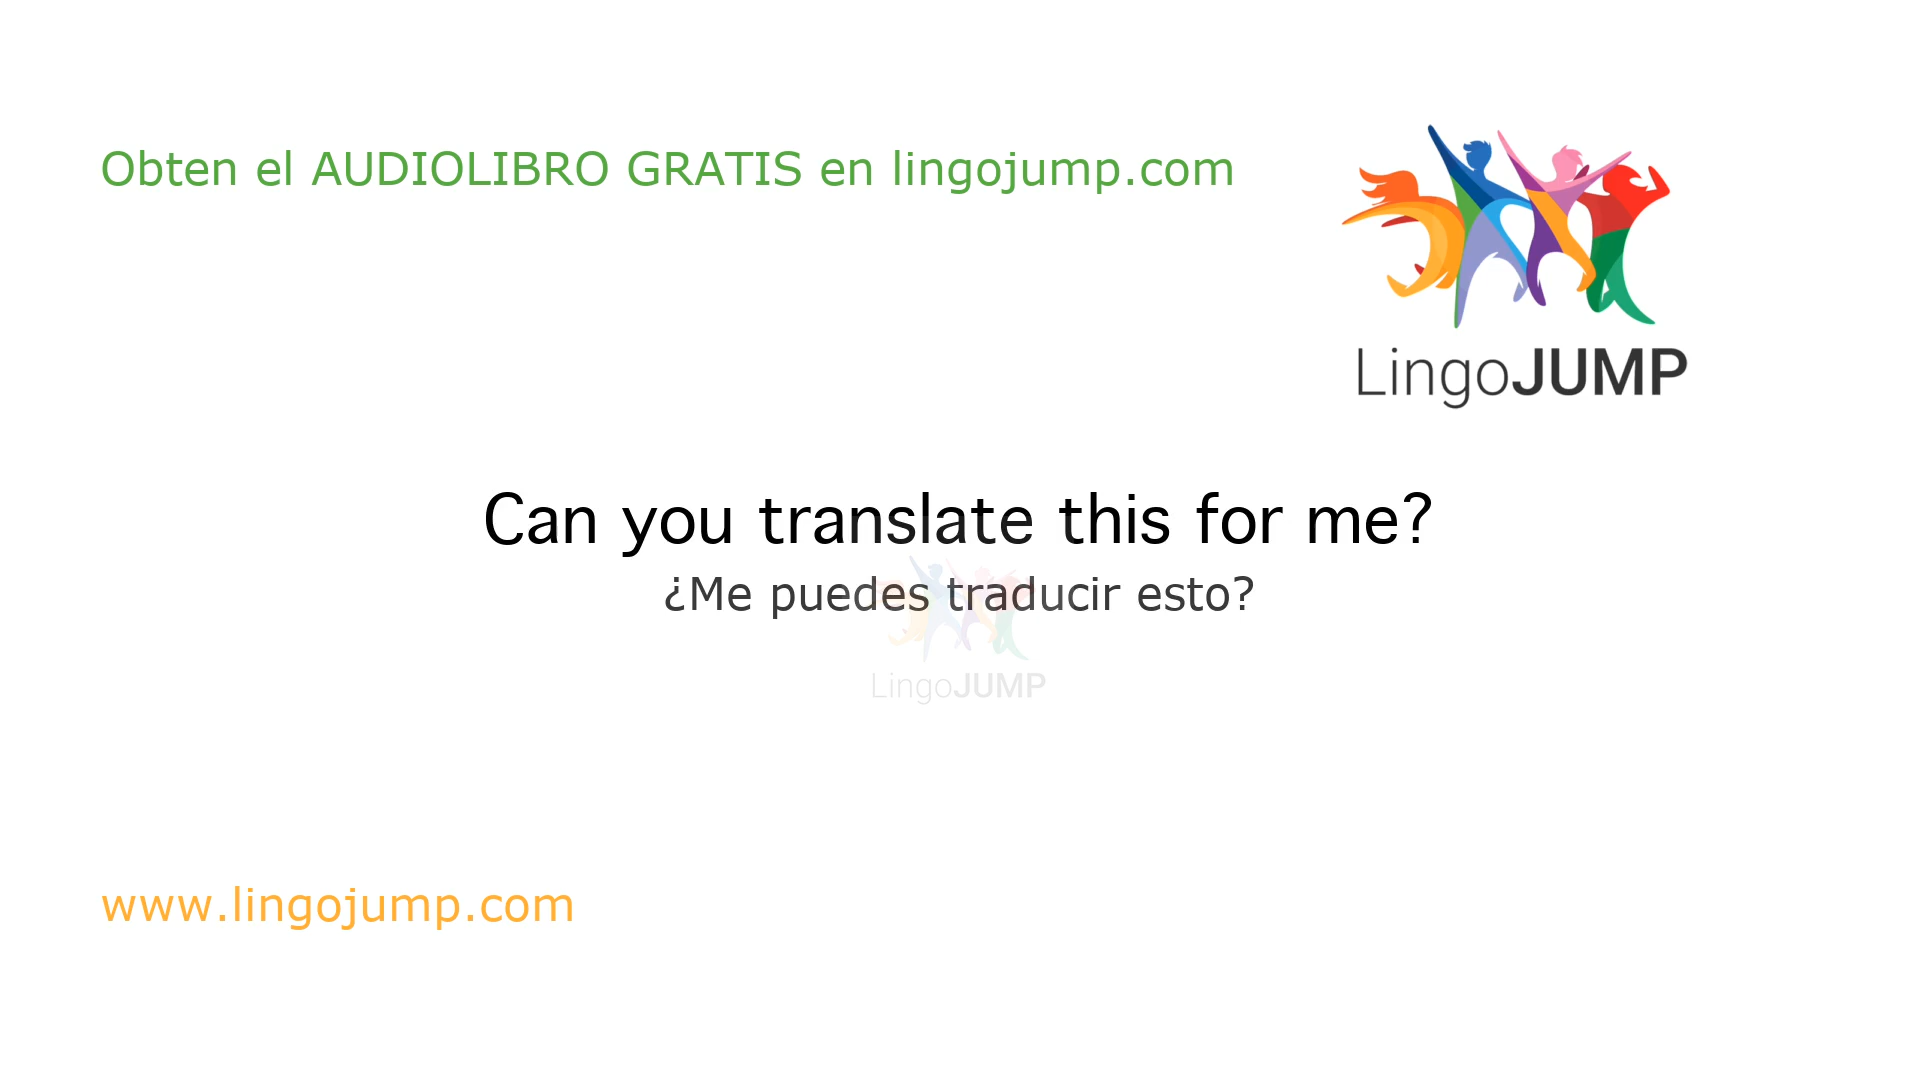 Obten el AUDIOLIBRO GRATIS en lingojump.com
LingoJUMP
Can you translate this for me?
¿Me puedes traducir esto?
LingoJUMP
www.lingojump.com